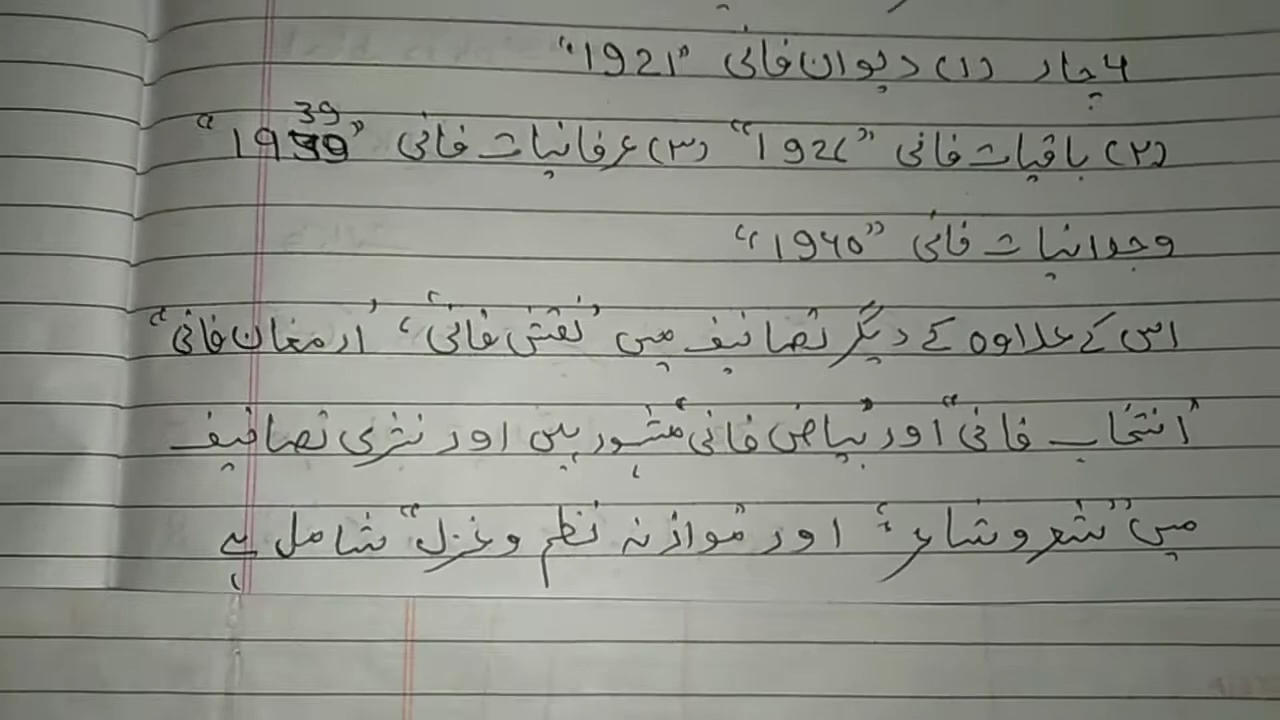 ۴ چار (۱) دیوان فانی "1921"
(۲) باقیات فانی "1926" (۳) عرفانیات فانی "1939"
وجدانیات فانی "1940"
اس کے علاوہ کے دیگر تصانیف میں "نقش فانی"، "ارمغان فانی"
"انتخاب فانی" اور "بیاض فانی" مشہور ہیں اور نثری تصانیف
میں "شعر و شاعر" اور "موازنہ نظم و غزل" شامل ہے